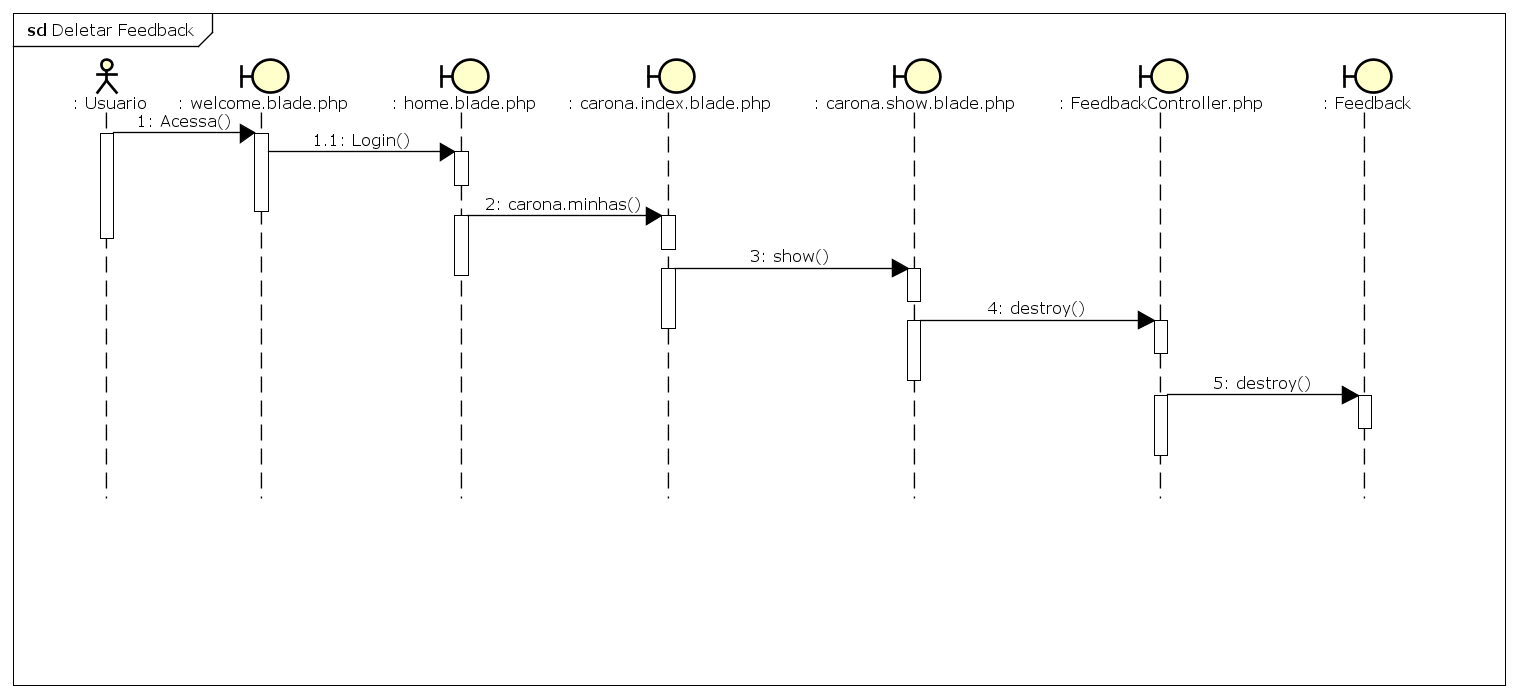 sd Deletar Feedback
: Usuario
: welcome.blade.php
: home.blade.php
: carona.index.blade.php
: carona.show.blade.php
: FeedbackController.php
: Feedback
1: Acessa()
1.1: Login()
2: carona.minhas()
3: show()
4: destroy()
5: destroy()